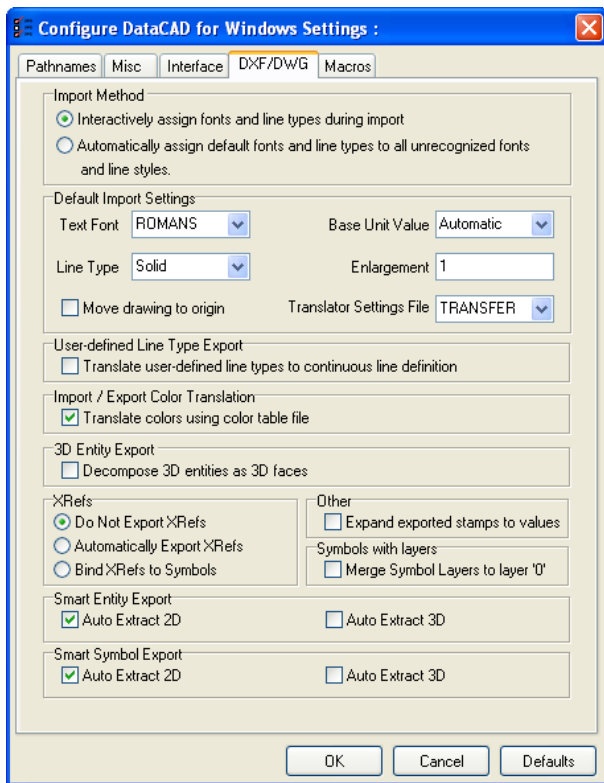 Configure DataCAD for Windows Settings :
Pathnames Misc Interface DXF/DWG Macros
Import Method
Interactively assign fonts and line types during import
Automatically assign default fonts and line types to all unrecognized fonts
and line styles.
Default Import Settings
Text Font ROMANS Base Unit Value Automatic
Line Type Solid Enlargement 1
Move drawing to origin Translator Settings File TRANSFER
User-defined Line Type Export
Translate user-defined line types to continuous line definition
Import / Export Color Translation
Translate colors using color table file
3D Entity Export
Decompose 3D entities as 3D faces
XRefs
Do Not Export XRefs
Automatically Export XRefs
Bind XRefs to Symbols
Other
Expand exported stamps to values
Symbols with layers
Merge Symbol Layers to layer '0'
Smart Entity Export
Auto Extract 2D Auto Extract 3D
Smart Symbol Export
Auto Extract 2D Auto Extract 3D
OK Cancel Defaults